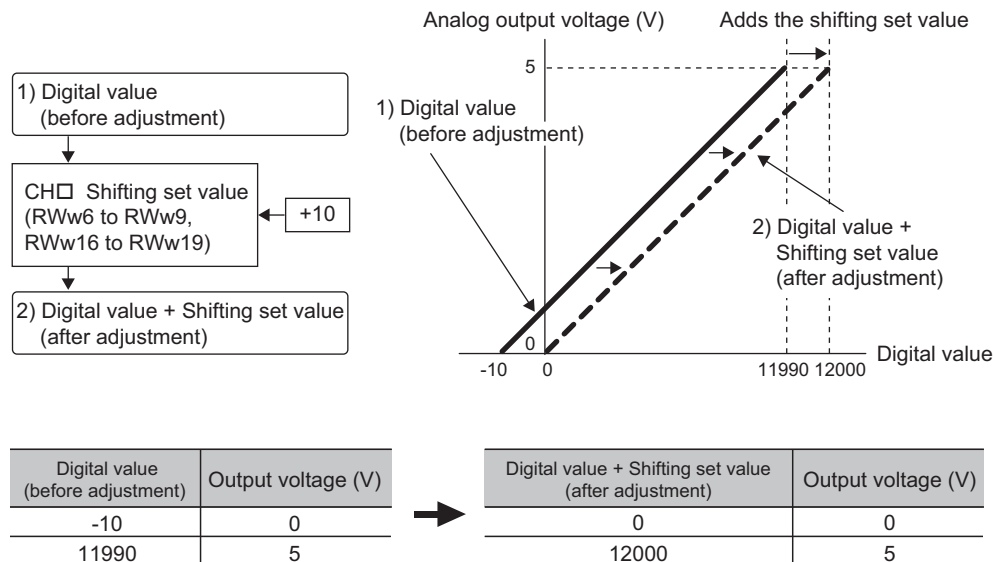 1) Digital value
(before adjustment)
CH□ Shifting set value
(RWw6 to RWw9,
RWw16 to RWw19)
+10
2) Digital value + Shifting set value
(after adjustment)
Analog output voltage (V)
Adds the shifting set value
5
1) Digital value
(before adjustment)
2) Digital value +
Shifting set value
(after adjustment)
0
Digital value
-10
0
11990
12000
Digital value
(before adjustment)
Output voltage (V)
-10
0
11990
5
Digital value + Shifting set value
(after adjustment)
Output voltage (V)
0
0
12000
5